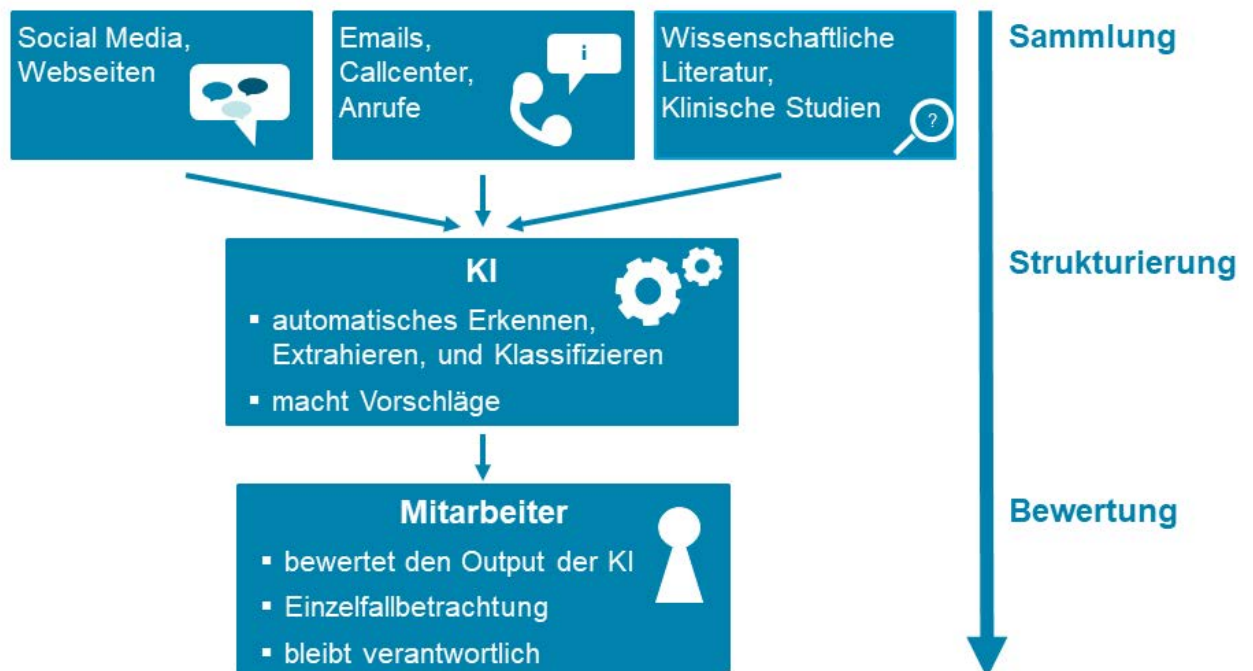 Social Media,
Webseiten
Emails,
Callcenter,
Anrufe
i
Wissenschaftliche
Literatur,
Klinische Studien
?
Sammlung
KI
▪ automatisches Erkennen,
Extrahieren, und Klassifizieren
▪ macht Vorschläge
Strukturierung
Mitarbeiter
▪ bewertet den Output der KI
▪ Einzelfallbetrachtung
▪ bleibt verantwortlich
Bewertung